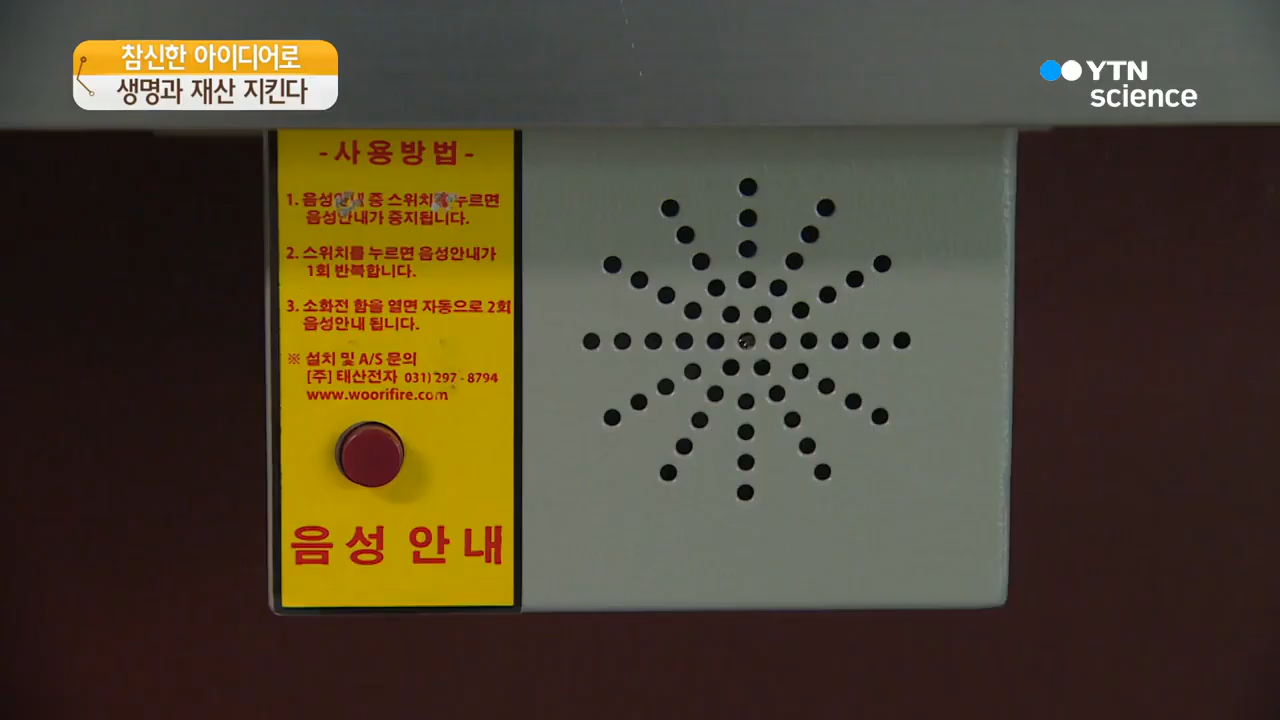 참신한 아이디어로
생명과 재산 지킨다
YTN
science
-사용방법-
1. 음성안내 중 스위치를 누르면
음성안내가 중지됩니다.
2. 스위치를 누르면 음성안내가
1회 반복합니다.
3. 소화전 함을 열면 자동으로 2회
음성안내 됩니다.
※ 설치 및 A/S 문의
[주] 태산전자 031) 297 - 8794
www.woorifire.com
음성 안내